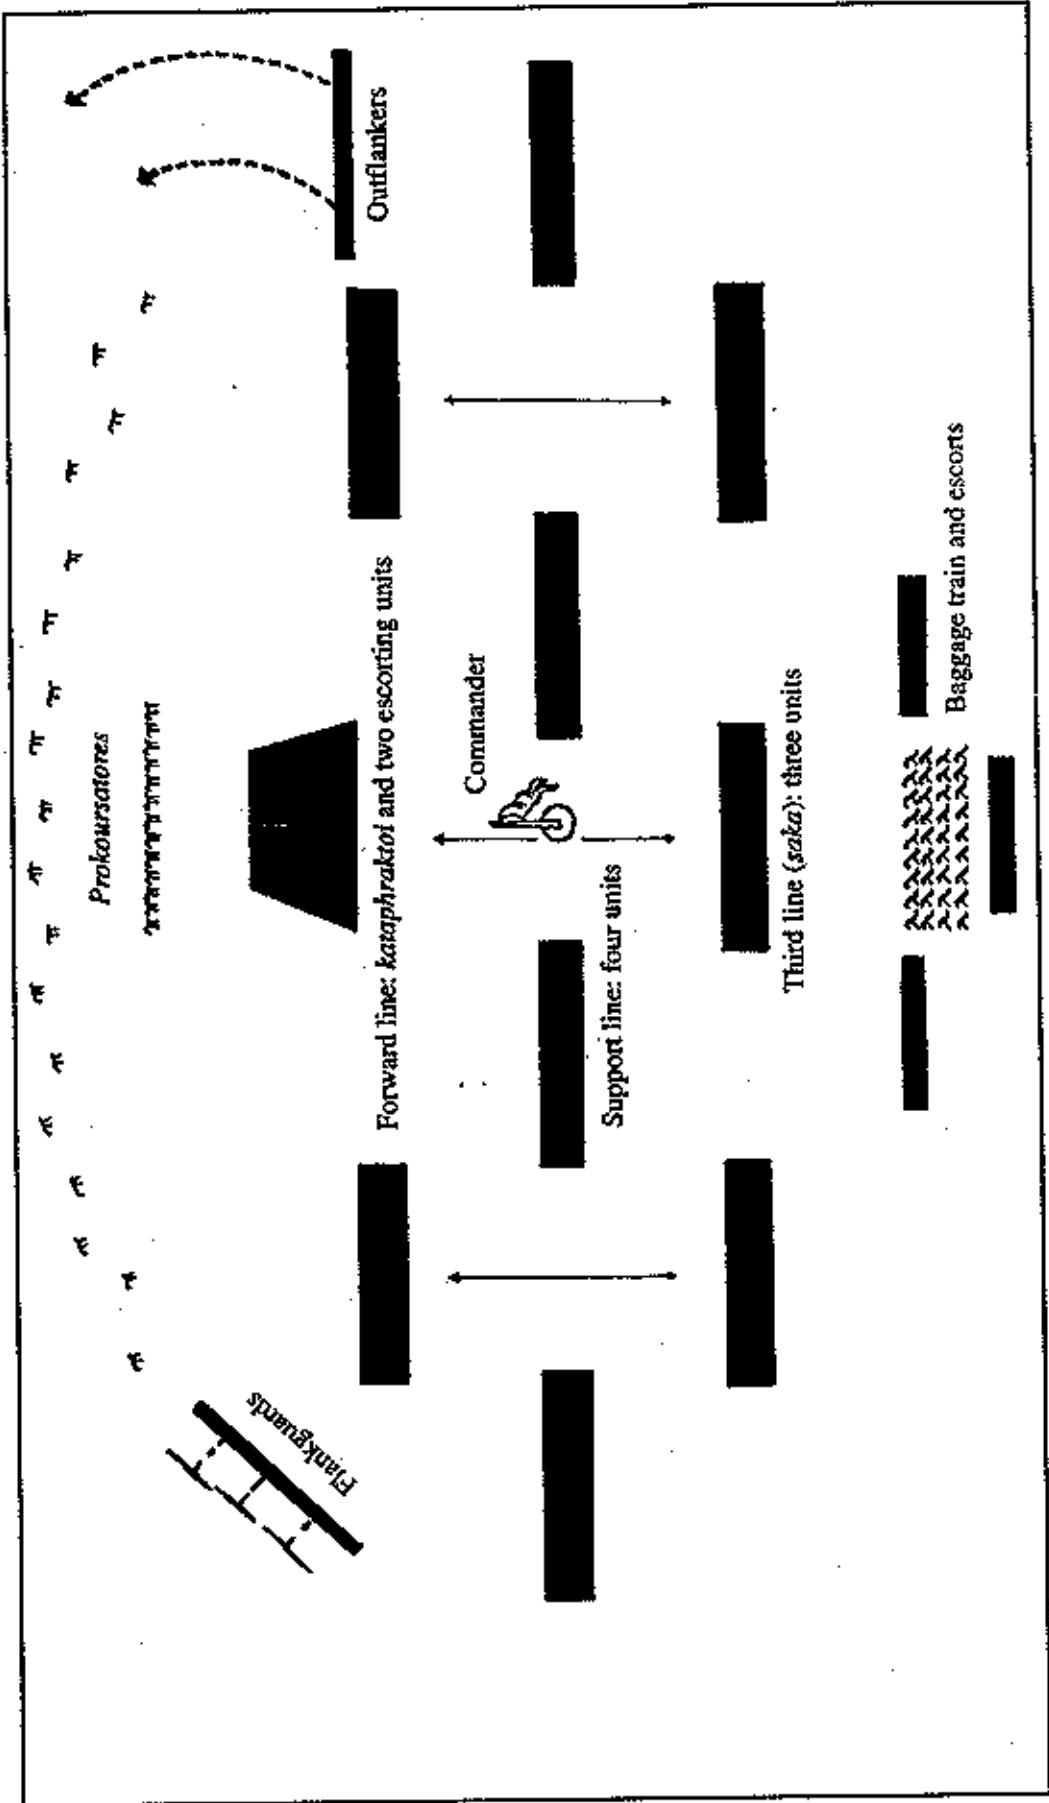 Prokoursatores
Outflankers
Flankguards
Forward line: kataphraktoi and two escorting units
Commander
Support line: four units
Third line (saka): three units
Baggage train and escorts